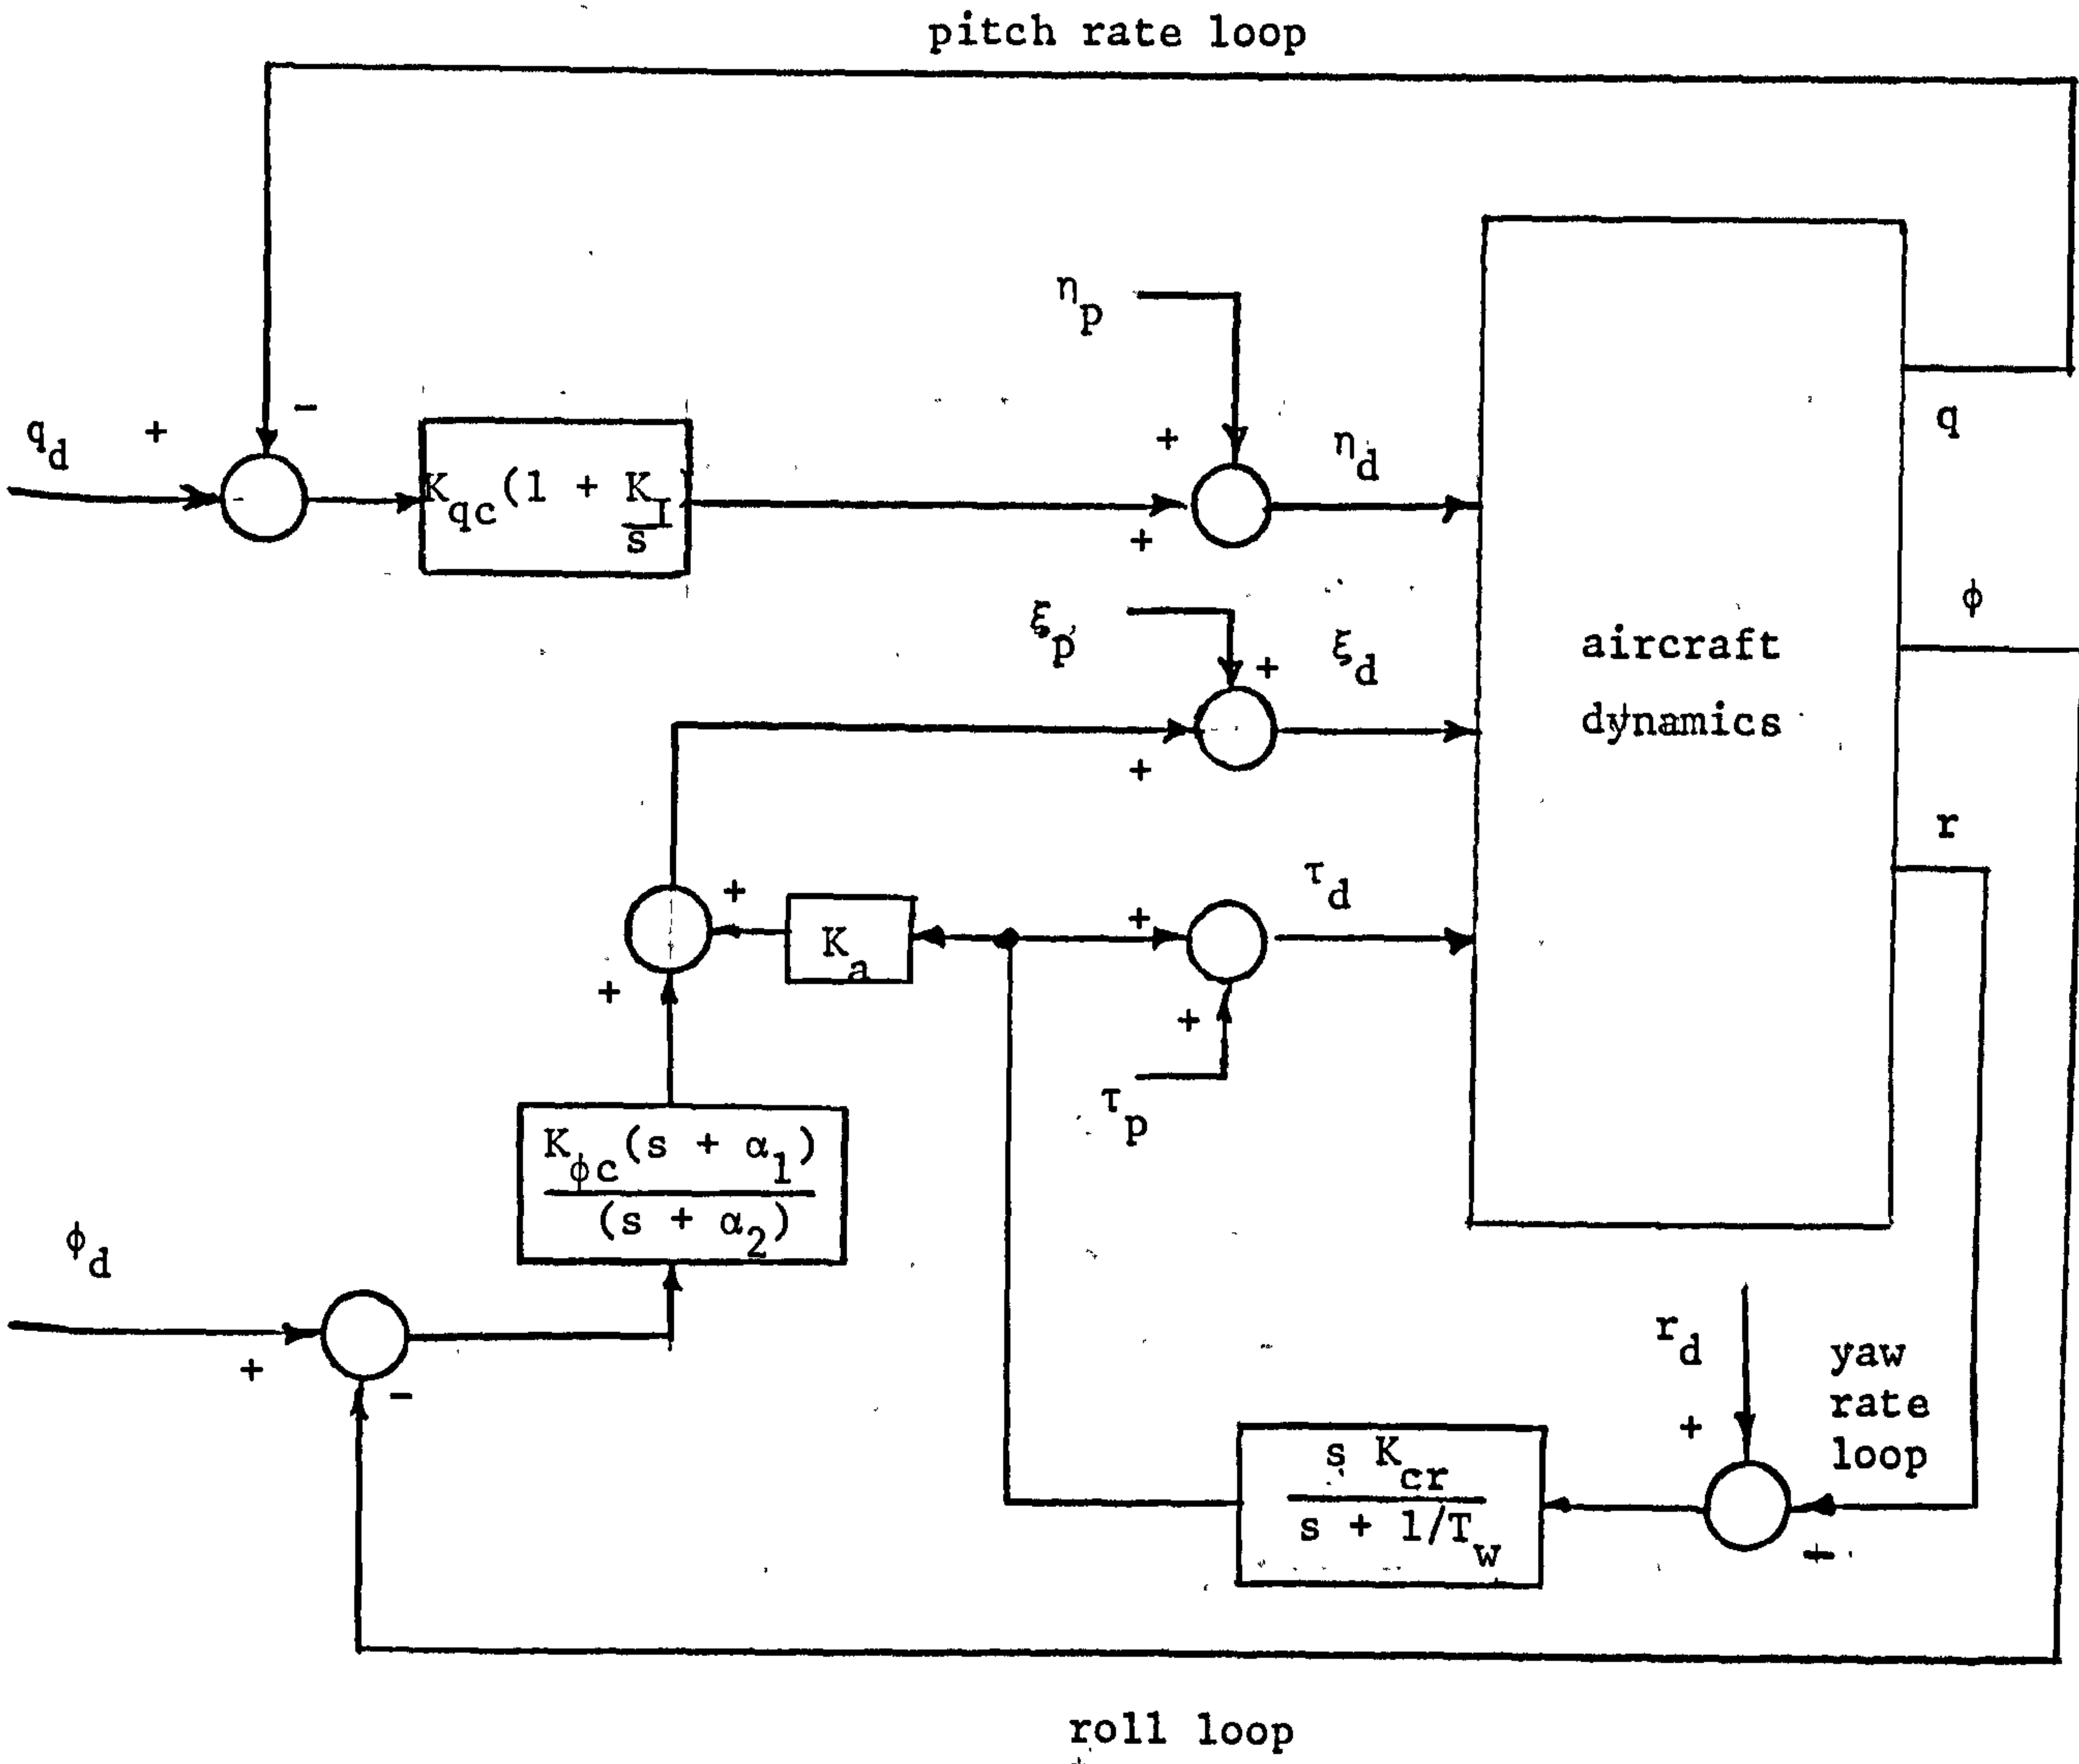 pitch rate loop
η_p
q_d
+
−
+
η_d
q
K_qc(1 + K_I/s)
+
ξ_p
+
ξ_d
φ
aircraft
dynamics
+
r
τ_d
+
+
K_a
+
+
τ_p
K_φc(s + α_1)
(s + α_2)
φ_d
+
−
r_d
yaw
rate
loop
+
s K_cr
s + 1/T_w
+
roll loop